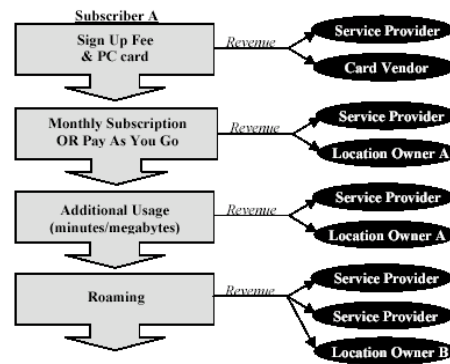 Subscriber A
Sign Up Fee
& PC card
Revenue
Service Provider
Card Vendor
Monthly Subscription
OR Pay As You Go
Revenue
Service Provider
Location Owner A
Additional Usage
(minutes/megabytes)
Revenue
Service Provider
Location Owner A
Roaming
Revenue
Service Provider
Service Provider
Location Owner B